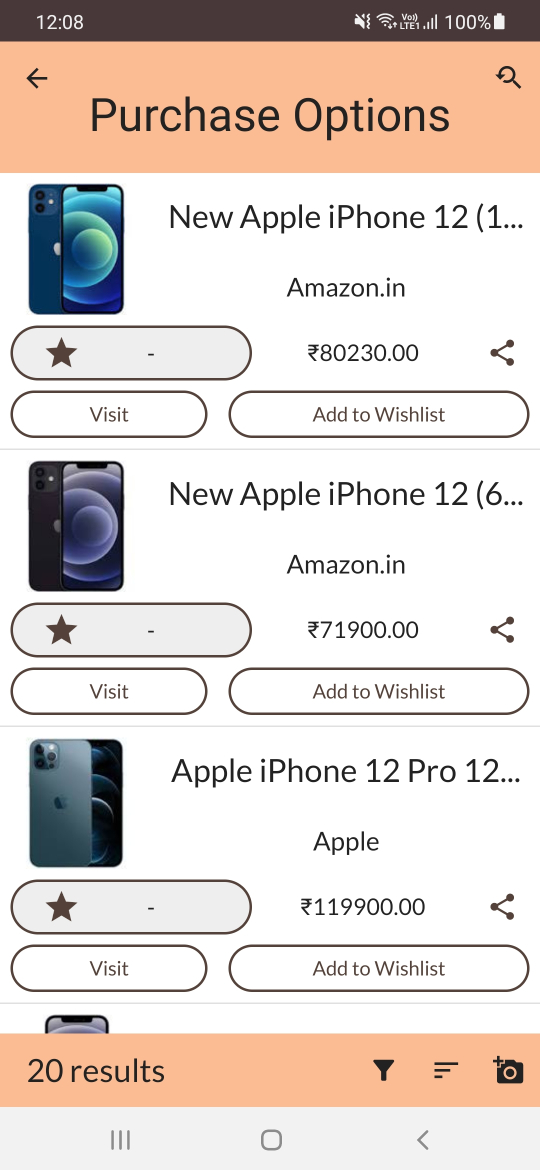 12:08
Vo))
LTE1
100%
Purchase Options
New Apple iPhone 12 (1...
Amazon.in
-
₹80230.00
Visit
Add to Wishlist
New Apple iPhone 12 (6...
Amazon.in
-
₹71900.00
Visit
Add to Wishlist
Apple iPhone 12 Pro 12...
Apple
-
₹119900.00
Visit
Add to Wishlist
20 results